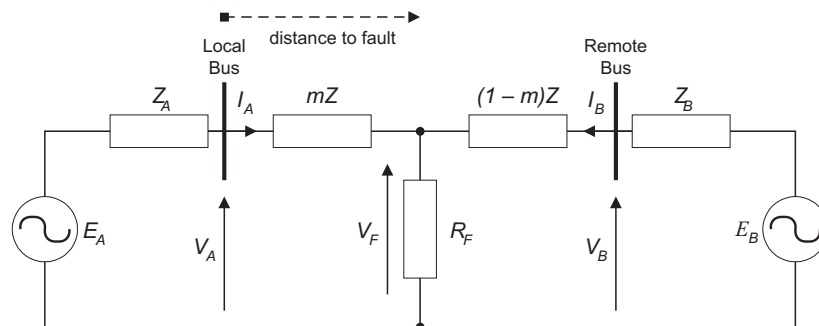 distance to fault
Local
Bus
Remote
Bus
Z_A
I_A
mZ
(1 – m)Z
I_B
Z_B
E_A
V_A
V_F
R_F
V_B
E_B